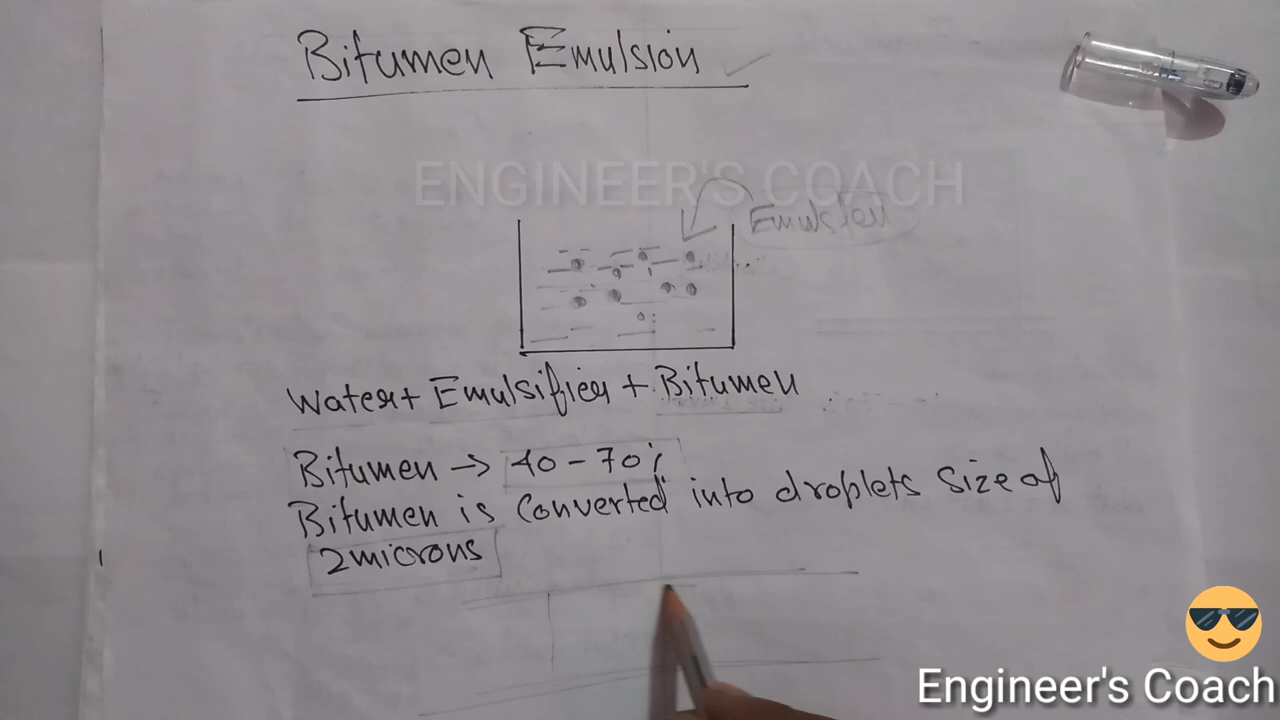 Bitumen Emulsion
ENGINEER'S COACH
Emulsion
Water + Emulsifier + Bitumen
Bitumen → 40 - 70%
Bitumen is Converted into droplets size of
2microns
Engineer's Coach